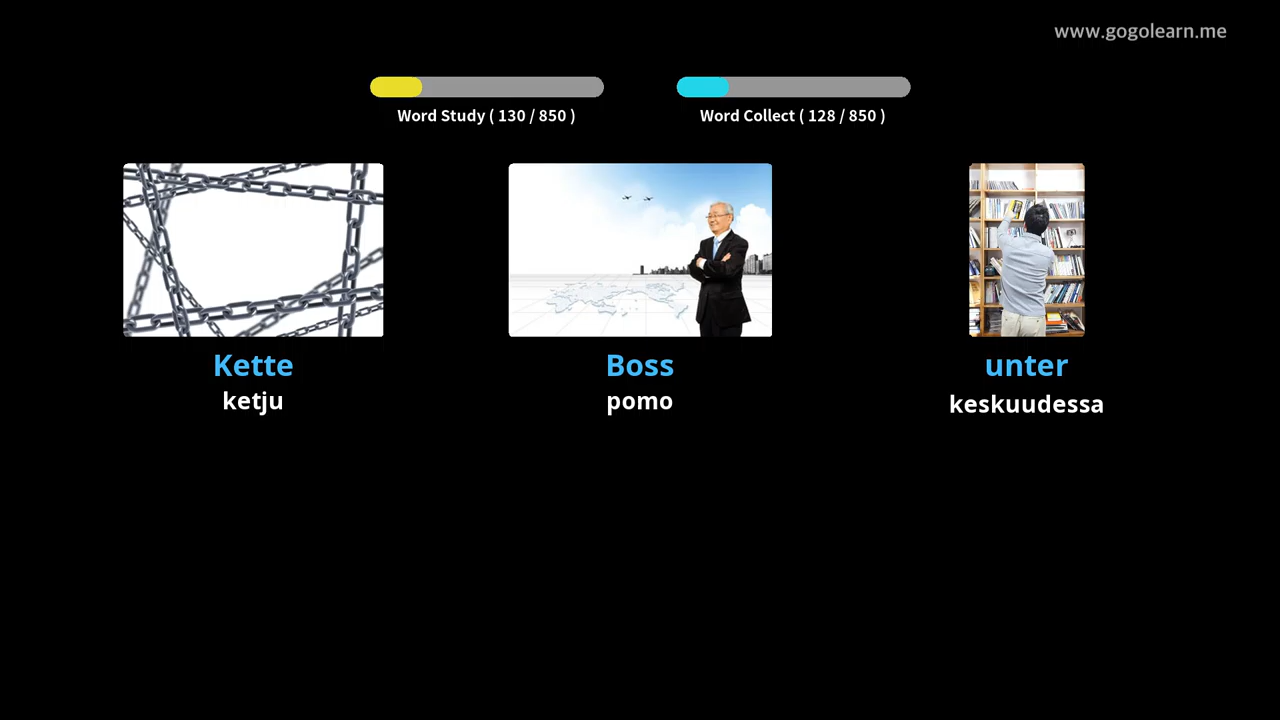 www.gogolearn.me
Word Study ( 130 / 850 )
Word Collect ( 128 / 850 )
Kette
ketju
Boss
pomo
unter
keskuudessa